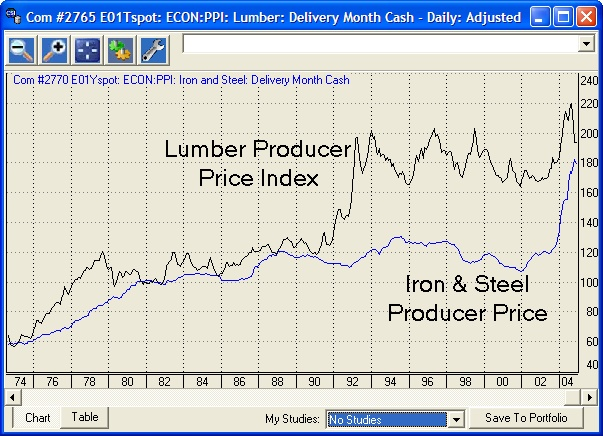 CSI
Com #2765 E01Tspot: ECON:PPI: Lumber: Delivery Month Cash - Daily: Adjusted
Com #2770 E01Yspot: ECON:PPI: Iron and Steel: Delivery Month Cash
240
220
200
180
160
140
120
100
80
60
40
Lumber Producer
Price Index
Iron & Steel
Producer Price
74 76 78 80 82 84 86 88 90 92 94 96 98 00 02 04
Chart Table My Studies: No Studies Save To Portfolio